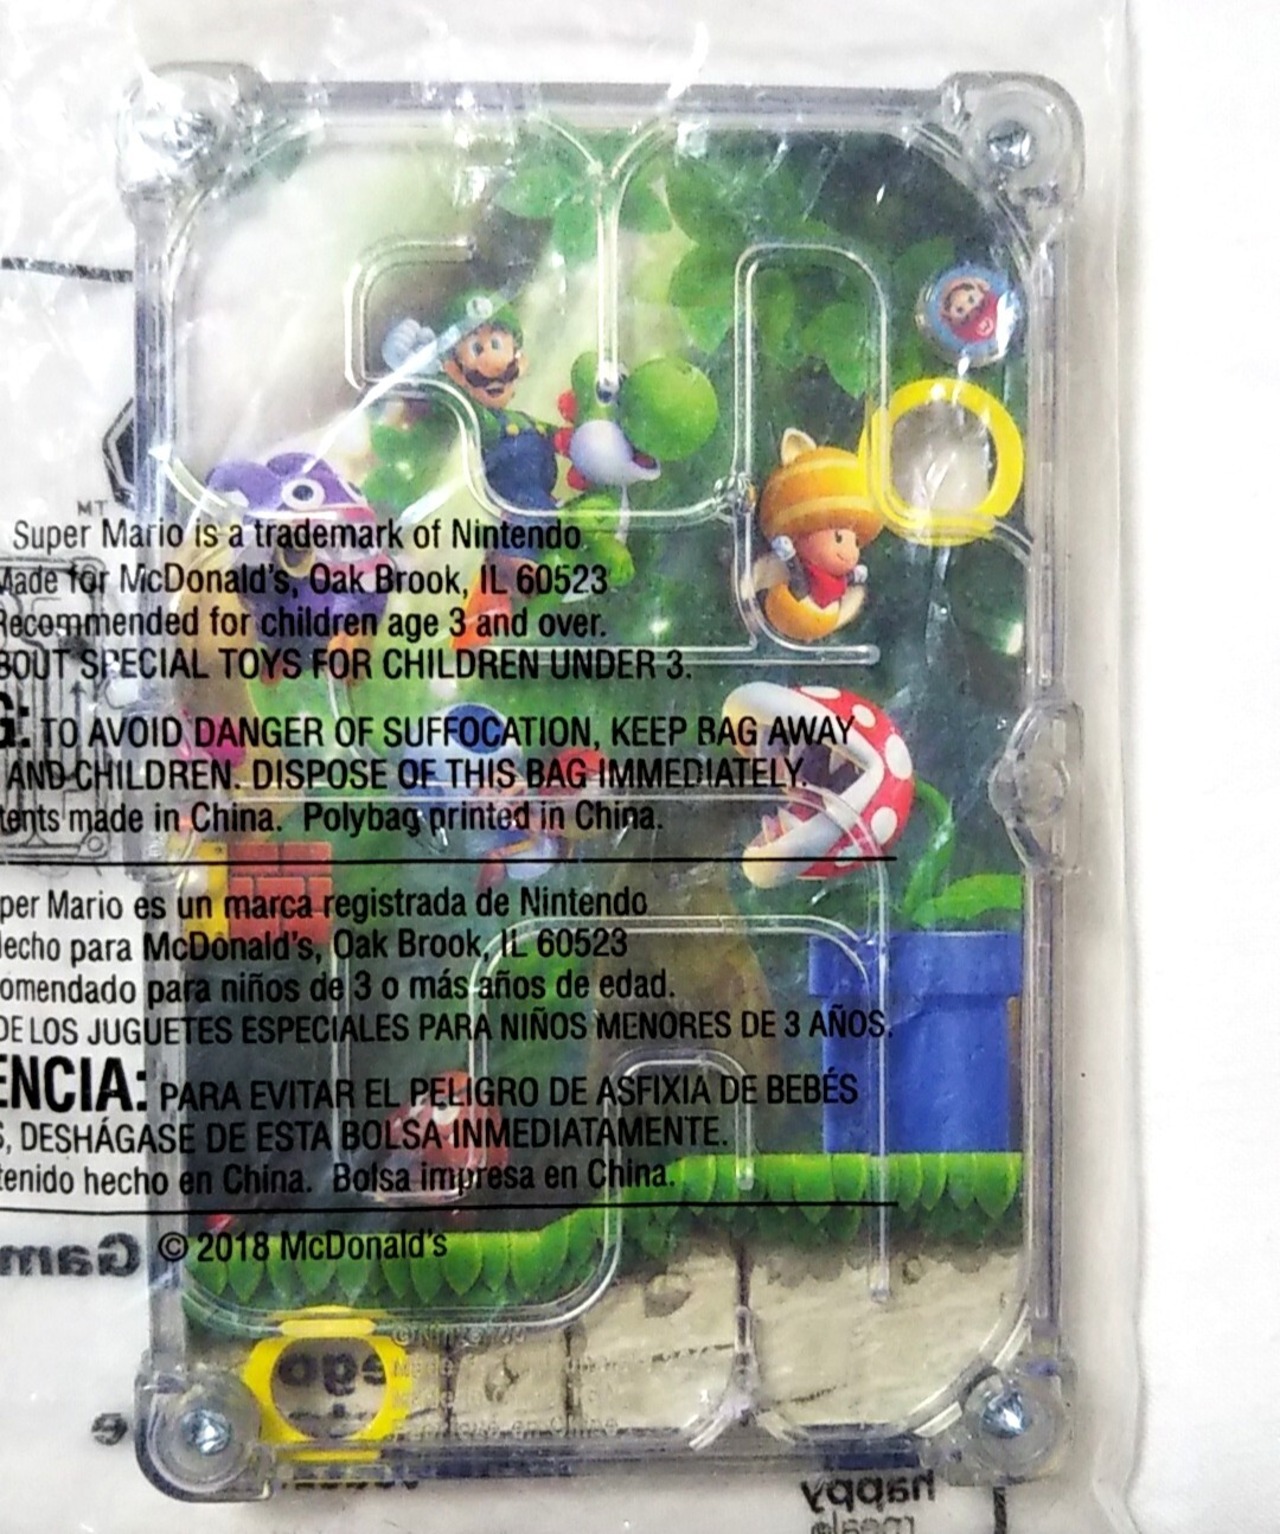 MT
Super Mario is a trademark of Nintendo
Made for McDonald's, Oak Brook, IL 60523
Recommended for children age 3 and over.
BOUT SPECIAL TOYS FOR CHILDREN UNDER 3.
G: TO AVOID DANGER OF SUFFOCATION, KEEP BAG AWAY
AND CHILDREN. DISPOSE OF THIS BAG IMMEDIATELY.
tents made in China. Polybag printed in China.
per Mario es un marca registrada de Nintendo
echo para McDonald's, Oak Brook, IL 60523
omendado para niños de 3 o más años de edad.
DE LOS JUGUETES ESPECIALES PARA NIÑOS MENORES DE 3 AÑOS.
ENCIA: PARA EVITAR EL PELIGRO DE ASFIXIA DE BEBÉS
S, DESHÁGASE DE ESTA BOLSA INMEDIATAMENTE.
tenido hecho en China. Bolsa impresa en China.
Gam
© 2018 McDonald's
happy
meals